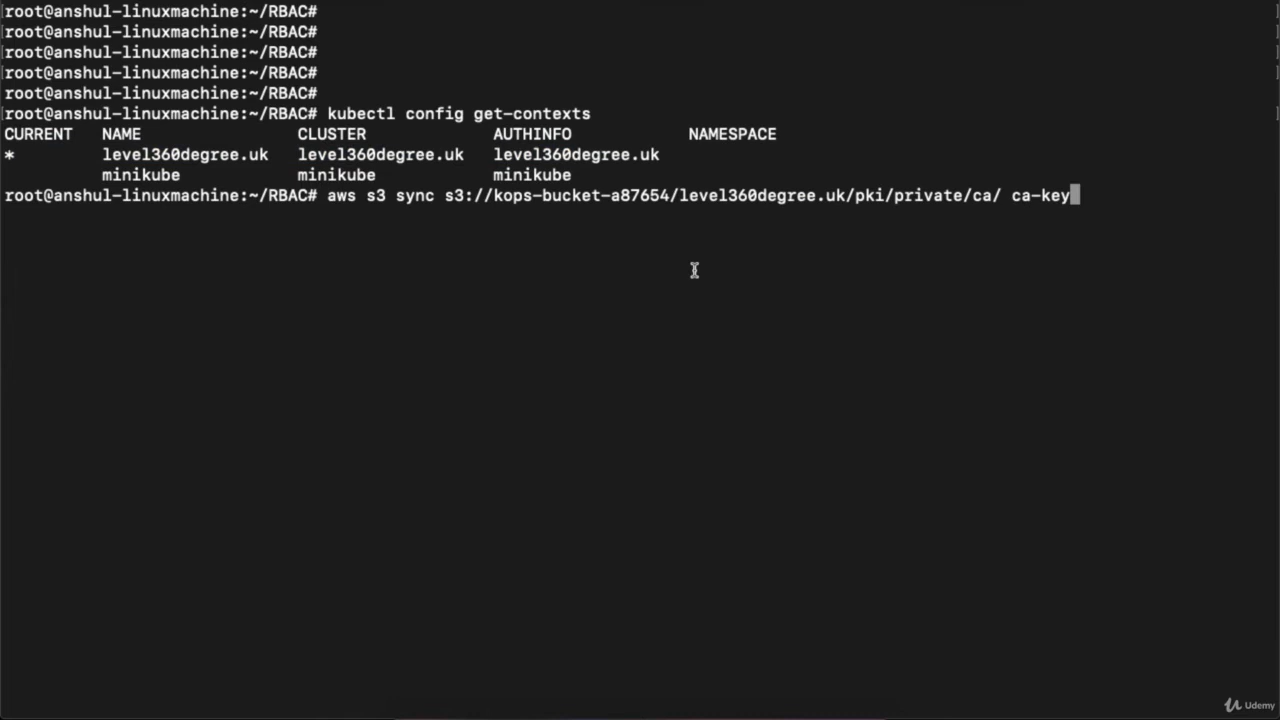 root@anshul-linuxmachine:~/RBAC#
root@anshul-linuxmachine:~/RBAC#
root@anshul-linuxmachine:~/RBAC#
root@anshul-linuxmachine:~/RBAC#
root@anshul-linuxmachine:~/RBAC#
root@anshul-linuxmachine:~/RBAC# kubectl config get-contexts
CURRENT NAME CLUSTER AUTHINFO NAMESPACE
* level360degree.uk level360degree.uk level360degree.uk
minikube minikube minikube
root@anshul-linuxmachine:~/RBAC# aws s3 sync s3://kops-bucket-a87654/level360degree.uk/pki/private/ca/ ca-key
Udemy